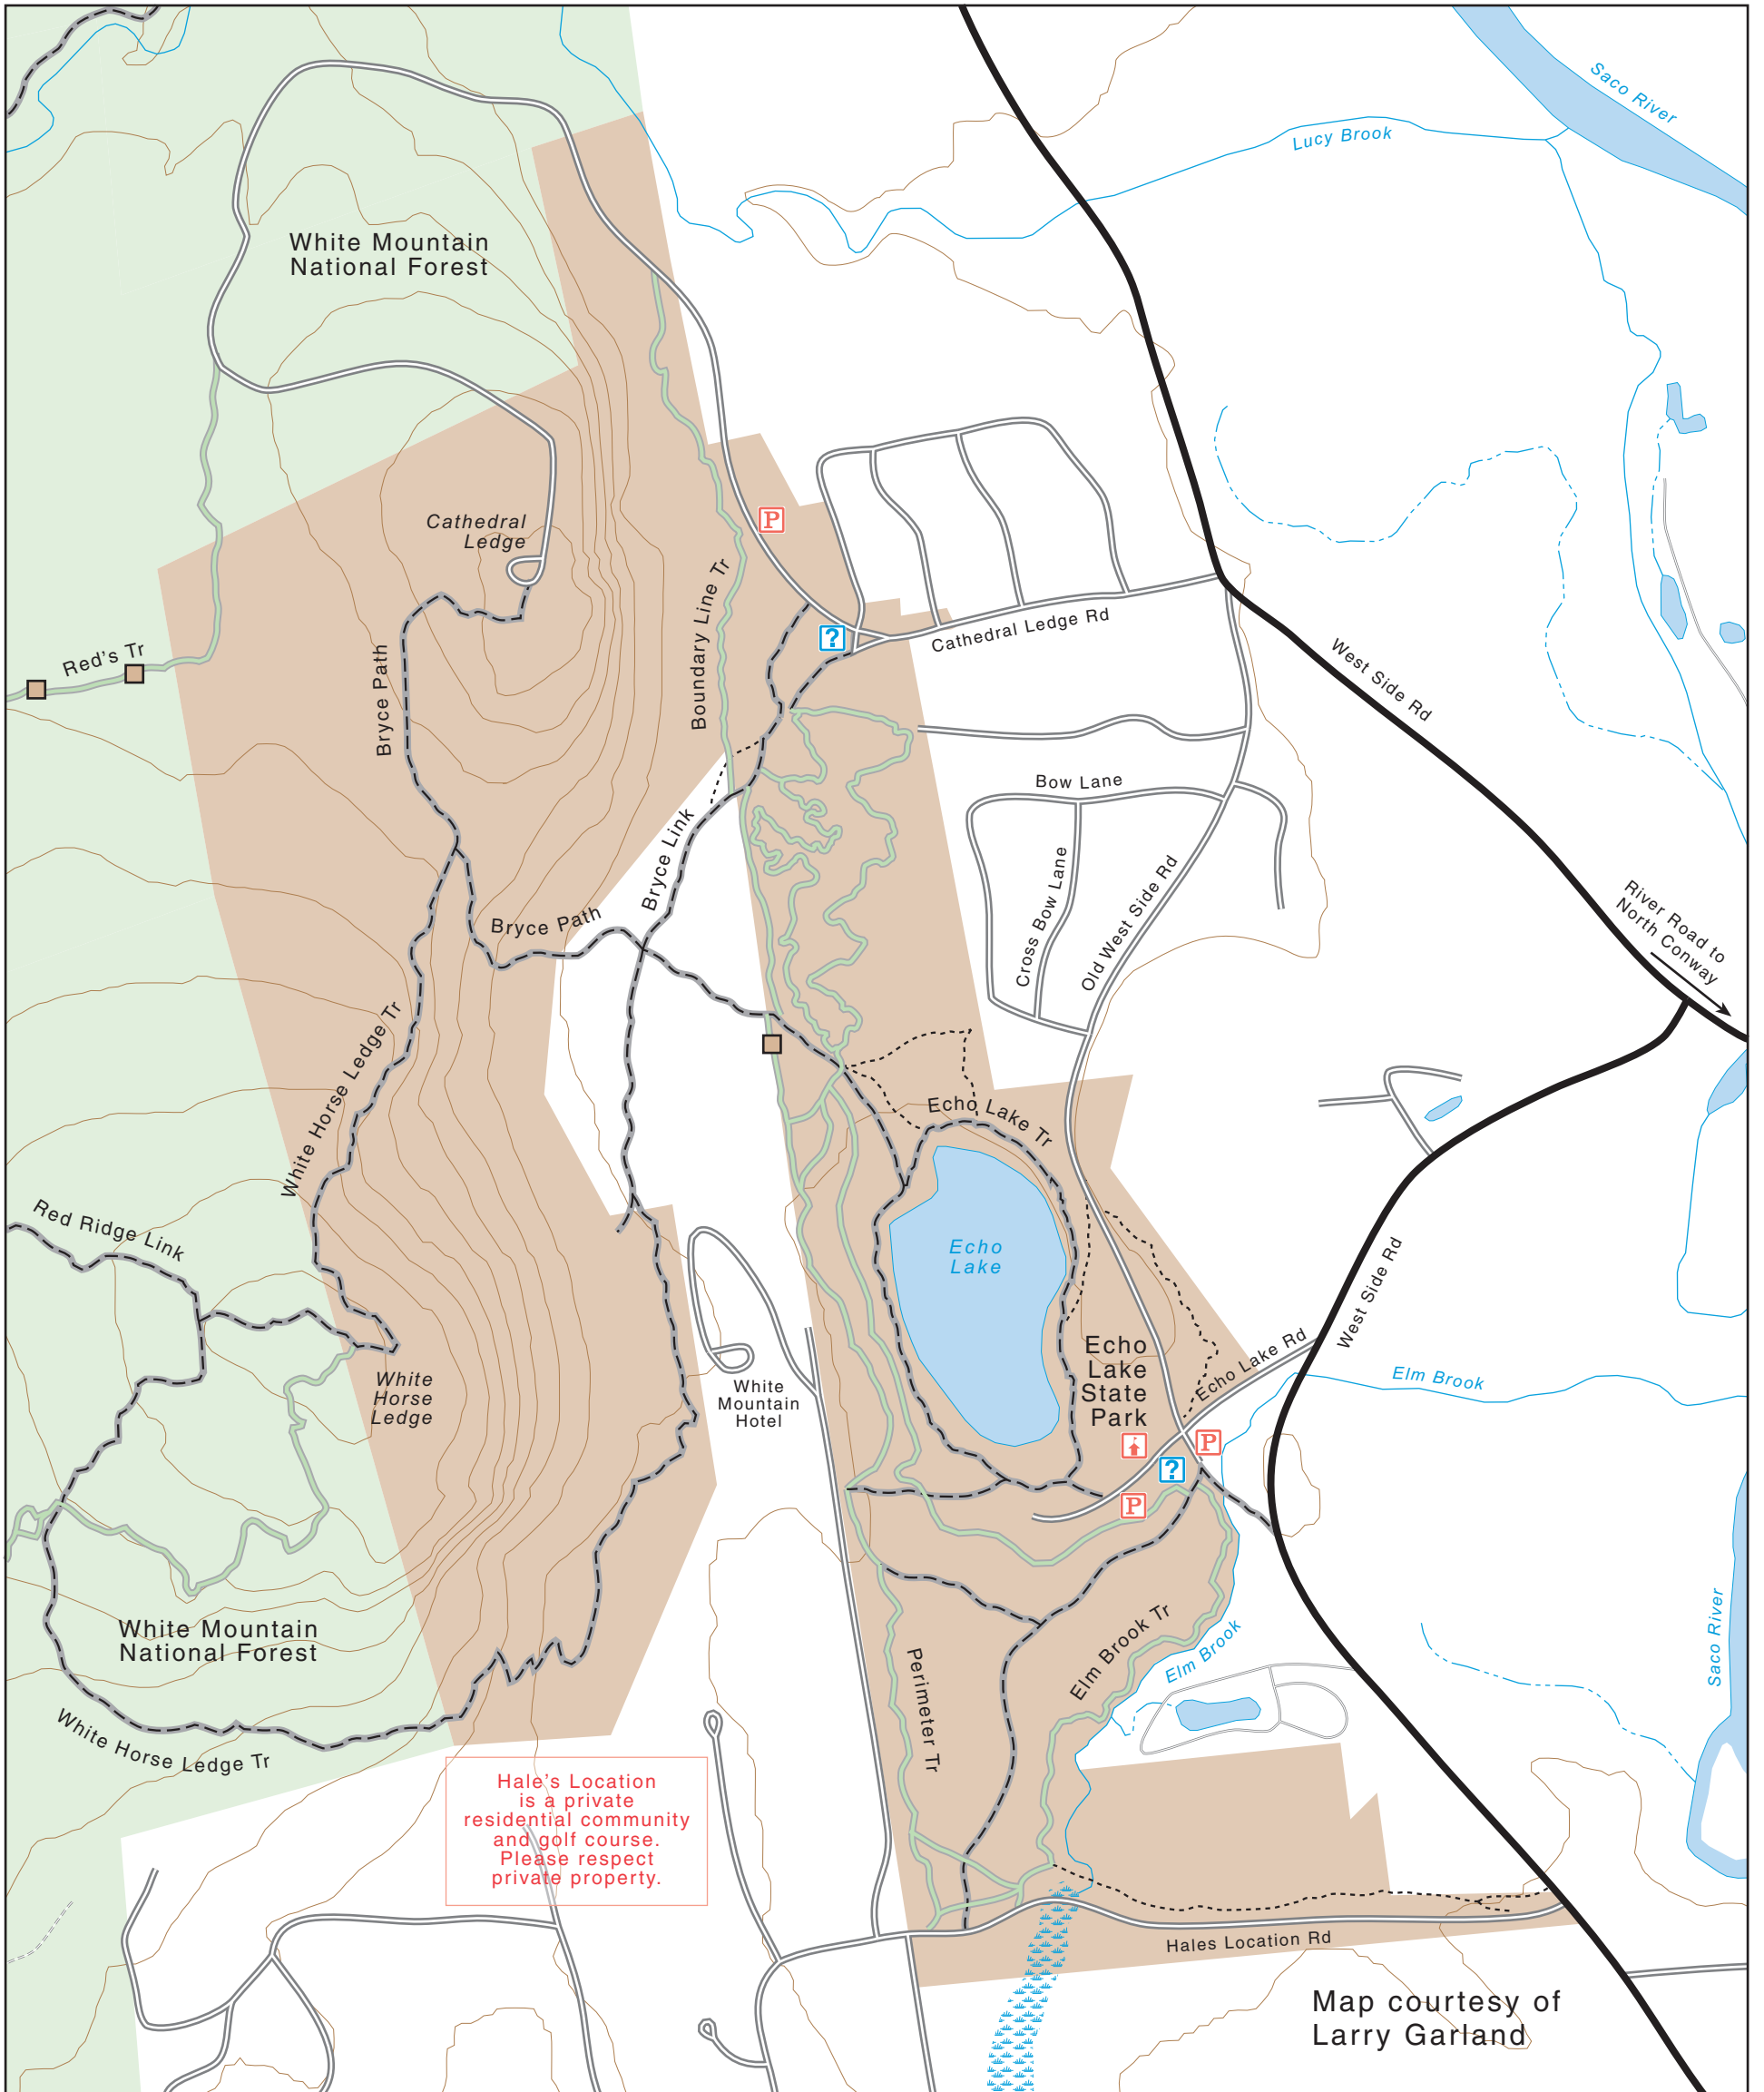 Saco River
Lucy Brook
White Mountain
National Forest
Cathedral
Ledge
P
Boundary Line Tr
?
Cathedral Ledge Rd
West Side Rd
Red's Tr
Bryce Path
Bow Lane
Bryce Link
Cross Bow Lane
Old West Side Rd
River Road to
North Conway
Bryce Path
White Horse Ledge Tr
Echo Lake Tr
Red Ridge Link
Echo
Lake
West Side Rd
Echo
Lake
State
Park
Echo Lake Rd
Elm Brook
White
Horse
Ledge
White
Mountain
Hotel
P
?
P
White Mountain
National Forest
Elm Brook Tr
Elm Brook
Saco River
Perimeter Tr
White Horse Ledge Tr
Hale's Location
is a private
residential community
and golf course.
Please respect
private property.
Hales Location Rd
Map courtesy of
Larry Garland